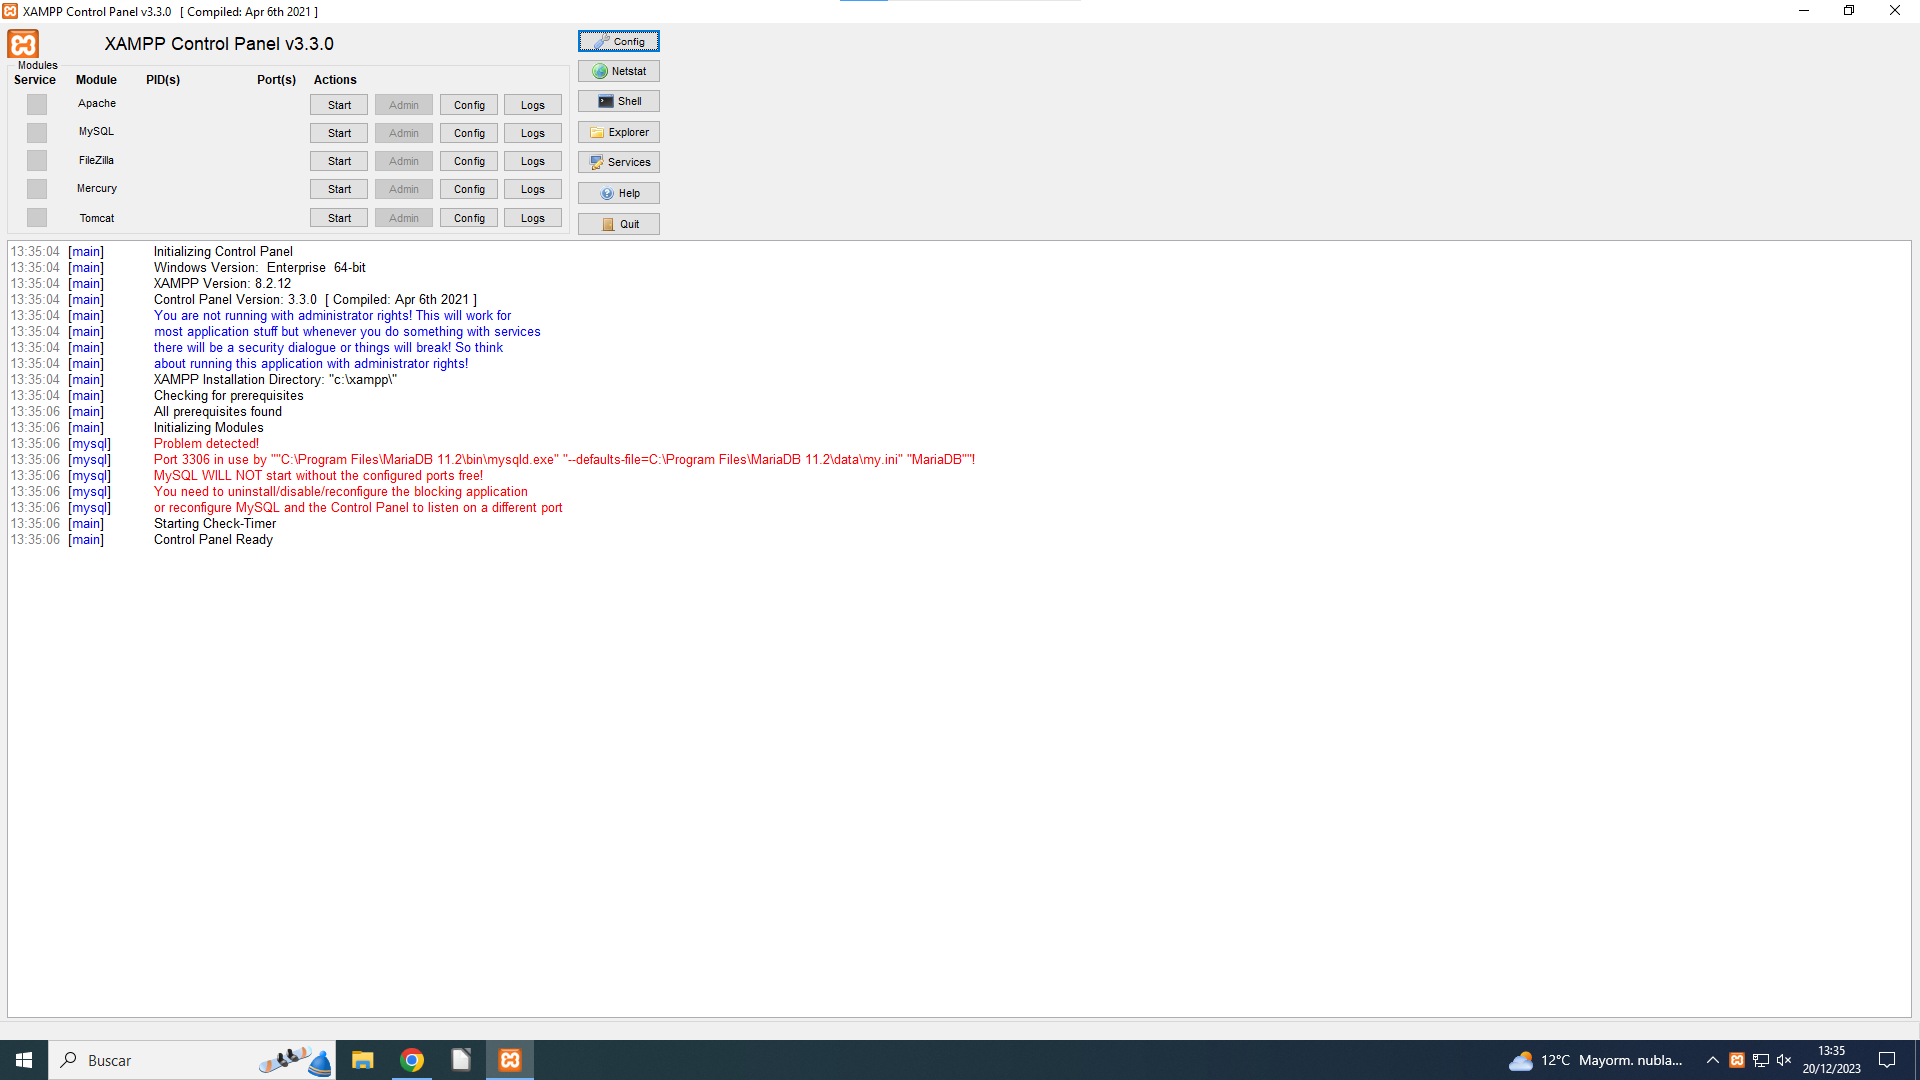 XAMPP Control Panel v3.3.0 [ Compiled: Apr 6th 2021 ]
XAMPP Control Panel v3.3.0
Modules
Service Module PID(s) Port(s) Actions
Apache Start Admin Config Logs
MySQL Start Admin Config Logs
FileZilla Start Admin Config Logs
Mercury Start Admin Config Logs
Tomcat Start Admin Config Logs
Config
Netstat
Shell
Explorer
Services
Help
Quit
13:35:04 [main] Initializing Control Panel
13:35:04 [main] Windows Version: Enterprise 64-bit
13:35:04 [main] XAMPP Version: 8.2.12
13:35:04 [main] Control Panel Version: 3.3.0 [ Compiled: Apr 6th 2021 ]
13:35:04 [main] You are not running with administrator rights! This will work for
13:35:04 [main] most application stuff but whenever you do something with services
13:35:04 [main] there will be a security dialogue or things will break! So think
13:35:04 [main] about running this application with administrator rights!
13:35:04 [main] XAMPP Installation Directory: "c:\xampp\"
13:35:04 [main] Checking for prerequisites
13:35:06 [main] All prerequisites found
13:35:06 [main] Initializing Modules
13:35:06 [mysql] Problem detected!
13:35:06 [mysql] Port 3306 in use by ""C:\Program Files\MariaDB 11.2\bin\mysqld.exe" "--defaults-file=C:\Program Files\MariaDB 11.2\data\my.ini" "MariaDB""!
13:35:06 [mysql] MySQL WILL NOT start without the configured ports free!
13:35:06 [mysql] You need to uninstall/disable/reconfigure the blocking application
13:35:06 [mysql] or reconfigure MySQL and the Control Panel to listen on a different port
13:35:06 [main] Starting Check-Timer
13:35:06 [main] Control Panel Ready
Buscar
12°C Mayorm. nubla...
13:35
20/12/2023